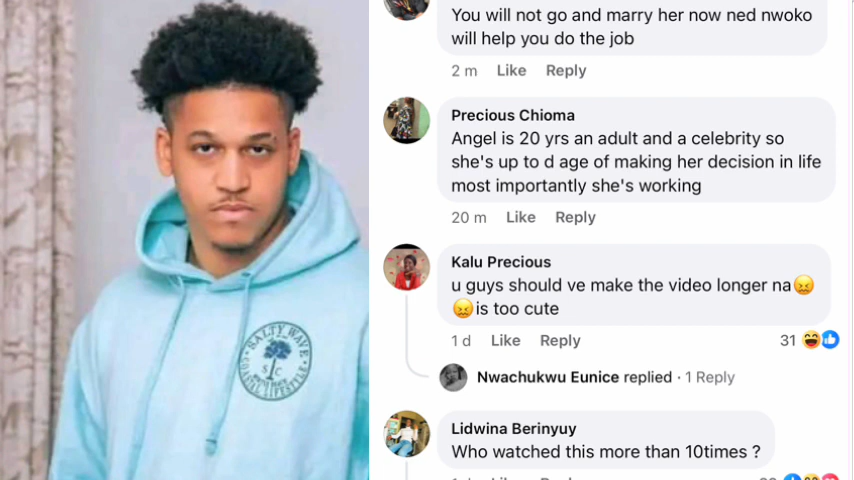 SALTY WAVE
S C
COASTAL LIFESTYLE
You will not go and marry her now ned nwoko
will help you do the job
2 m Like Reply
Precious Chioma
Angel is 20 yrs an adult and a celebrity so
she's up to d age of making her decision in life
most importantly she's working
20 m Like Reply
Kalu Precious
u guys should ve make the video longer na😖
😖is too cute
1 d Like Reply 31
Nwachukwu Eunice replied · 1 Reply
Lidwina Berinyuy
Who watched this more than 10times ?